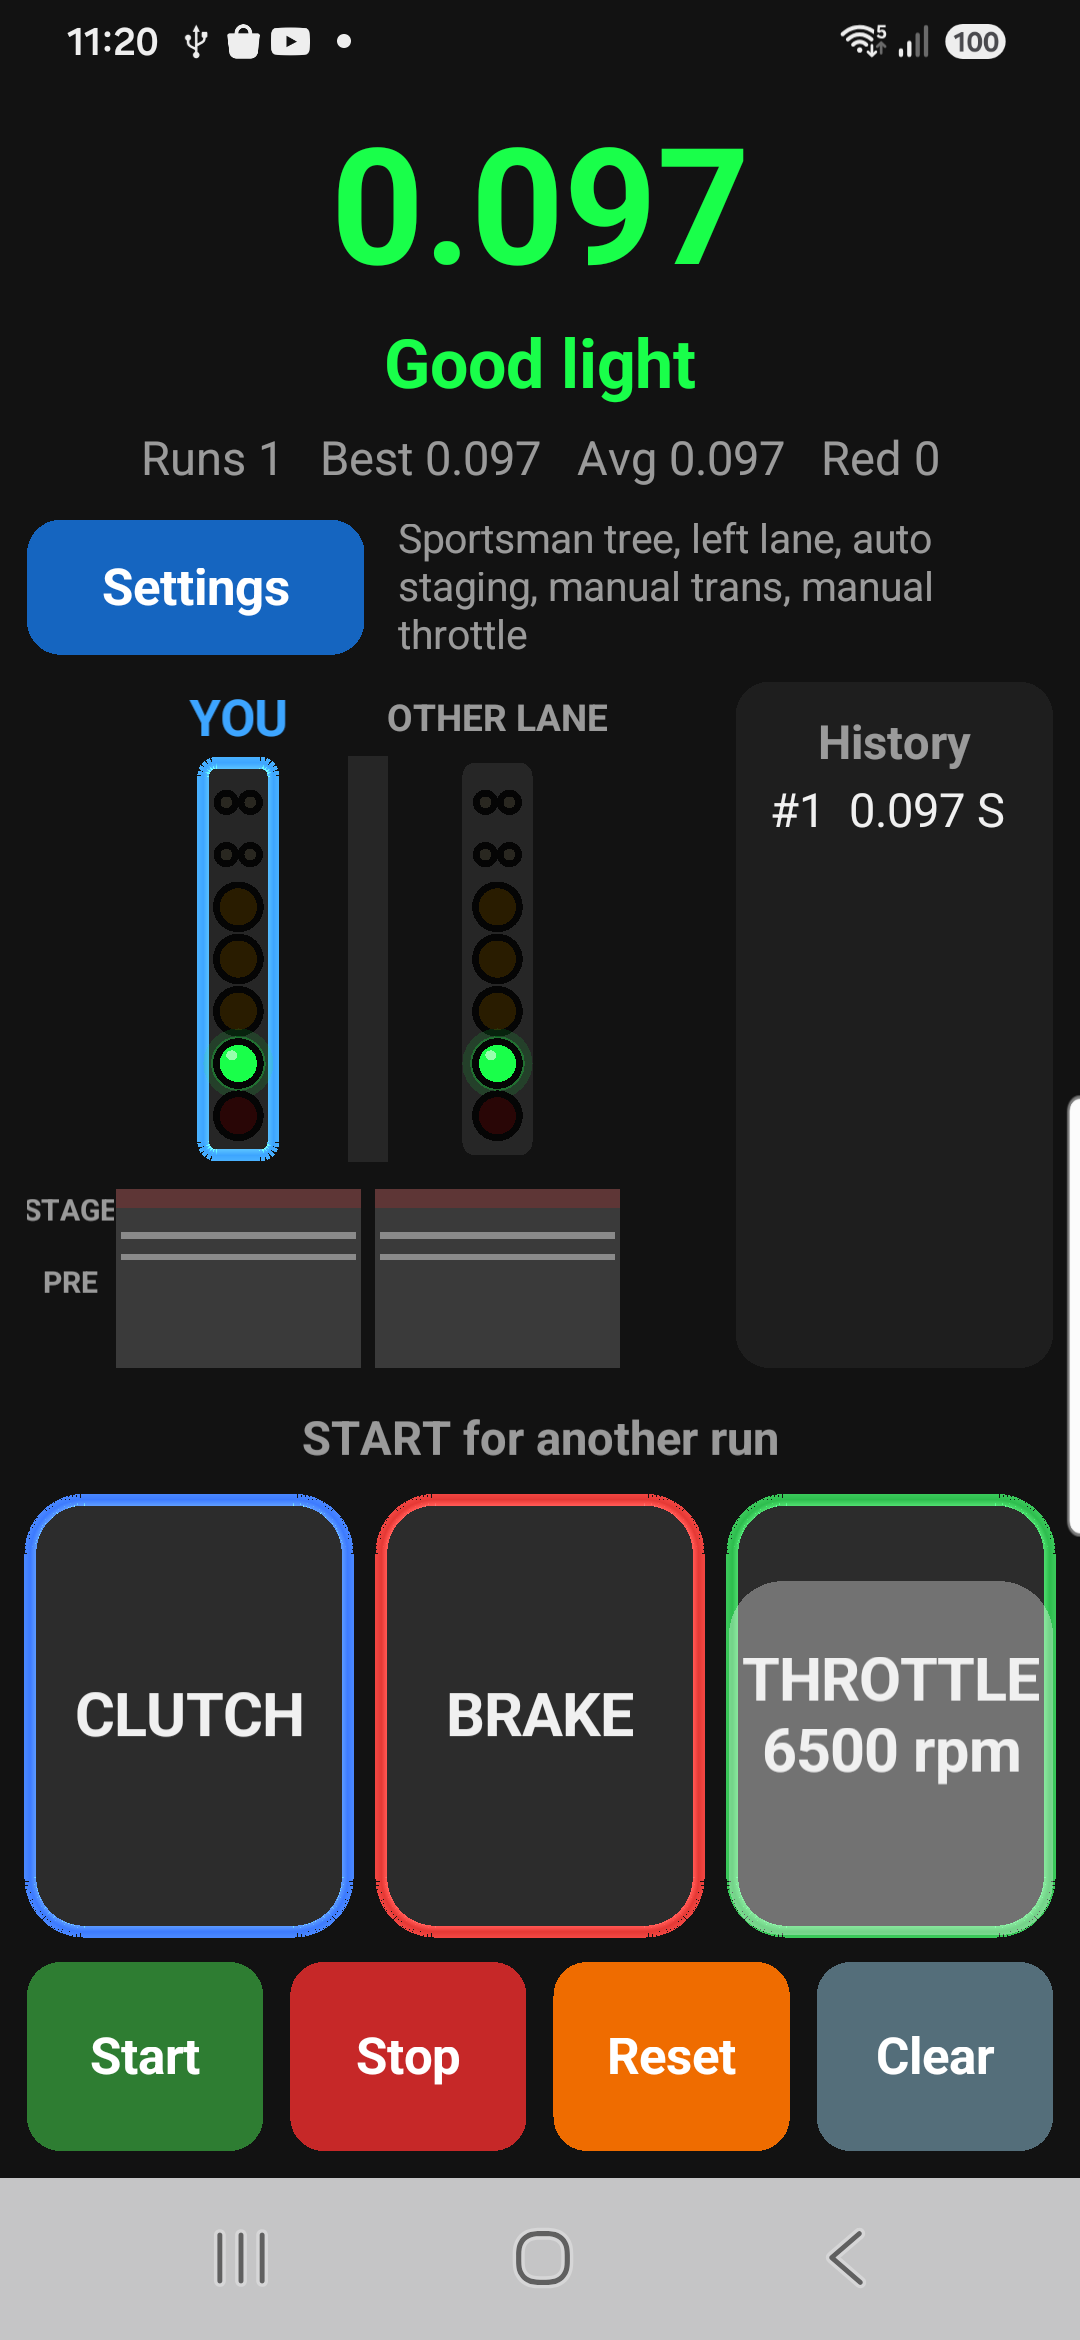 11:20
5
100
0.097
Good light
Runs 1 Best 0.097 Avg 0.097 Red 0
Settings
Sportsman tree, left lane, auto
staging, manual trans, manual
throttle
YOU
OTHER LANE
History
#1 0.097 S
STAGE
PRE
START for another run
CLUTCH
BRAKE
THROTTLE
6500 rpm
Start
Stop
Reset
Clear